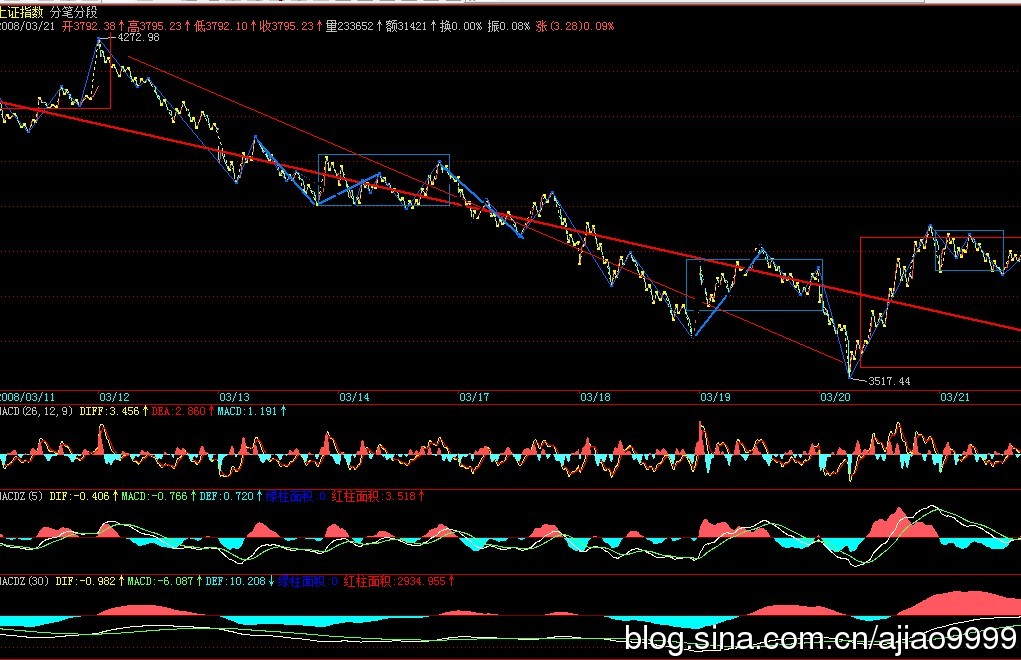 上证指数 分笔分段
2008/03/21 开3792.38↑高3795.23↑低3792.10↑收3795.23↑量233652↑额31421↑换0.00% 振0.08% 涨(3.28)0.09%
4272.98
3517.44
2008/03/11 03/12 03/13 03/14 03/17 03/18 03/19 03/20 03/21
MACD(26,12,9) DIFF:3.456↑DEA:2.860↑MACD:1.191↑
MACDZ(5) DIF:-0.406↑MACD:-0.766↑DEF:0.720↑绿柱面积:0 红柱面积:3.518↑
MACDZ(30) DIF:-0.982↑MACD:-6.087↑DEF:10.208↓绿柱面积:0 红柱面积:2934.955↑
blog.sina.com.cn/ajiao9999